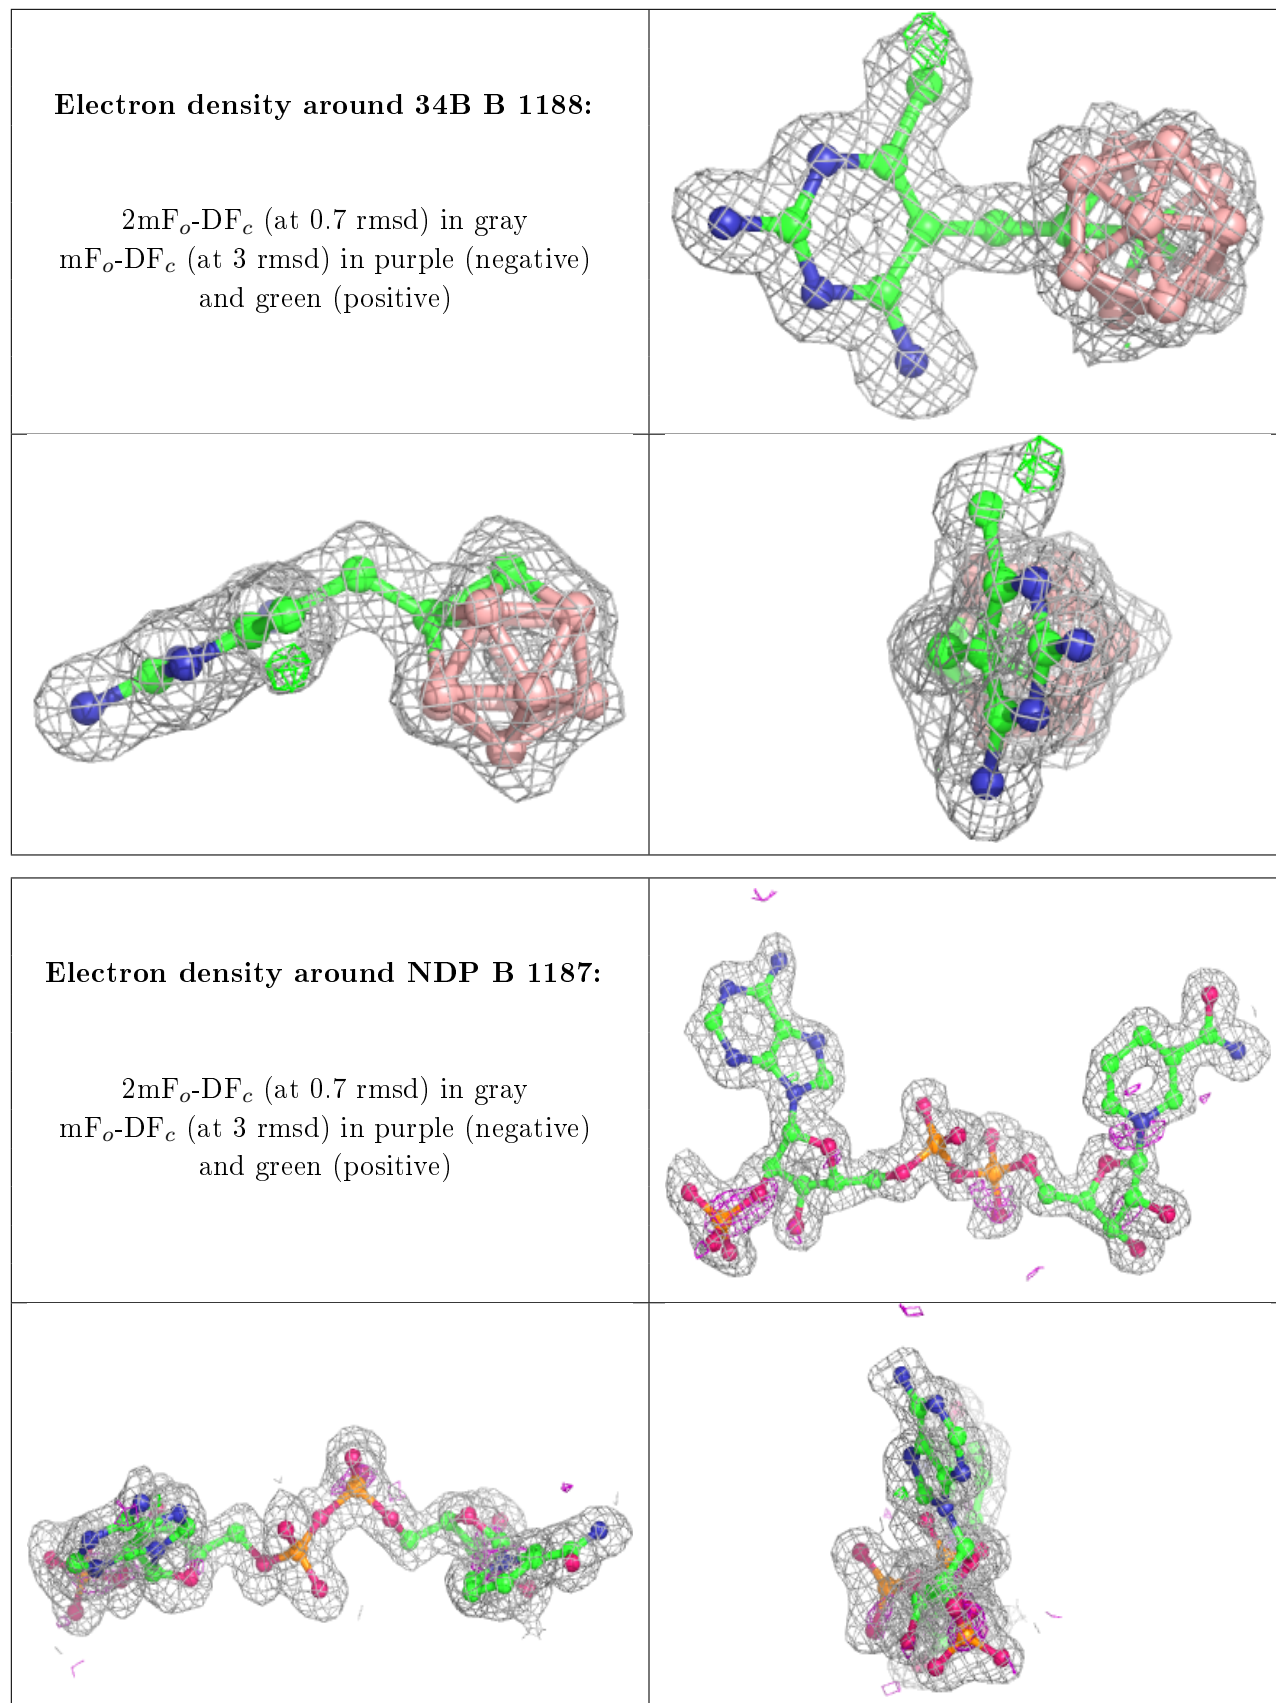 Electron density around 34B B 1188:
2mFo-DFc (at 0.7 rmsd) in gray
mFo-DFc (at 3 rmsd) in purple (negative)
and green (positive)
Electron density around NDP B 1187:
2mFo-DFc (at 0.7 rmsd) in gray
mFo-DFc (at 3 rmsd) in purple (negative)
and green (positive)